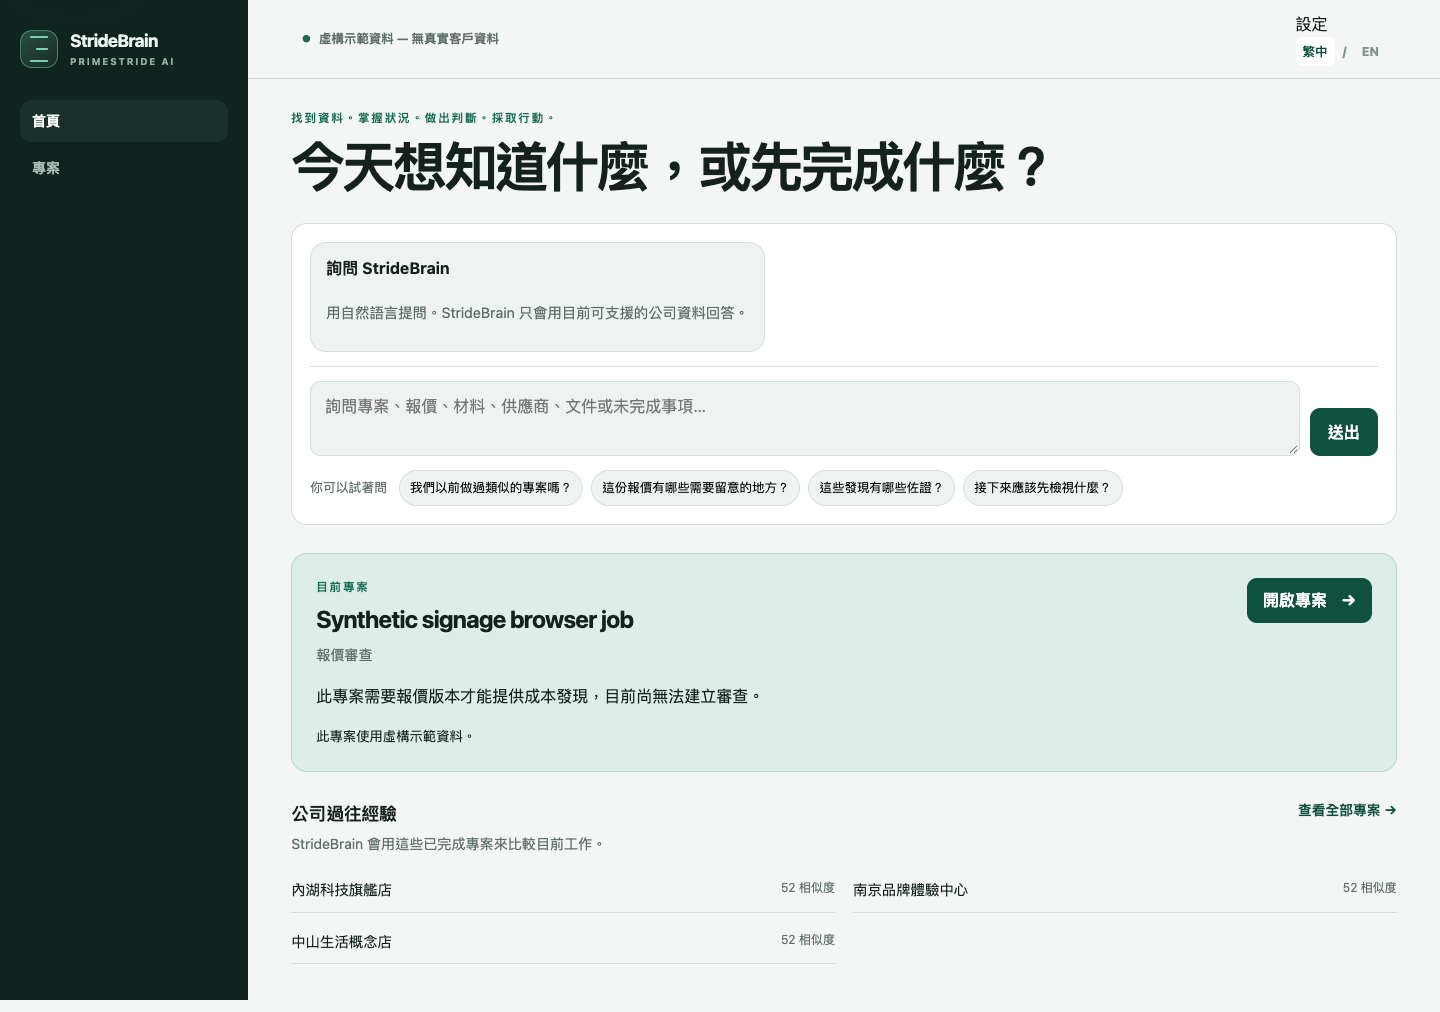 StrideBrain
PRIMESTRIDE AI
首頁
專案
虛構示範資料 — 無真實客戶資料
設定
繁中 / EN
找到資料。掌握狀況。做出判斷。採取行動。
今天想知道什麼，或先完成什麼？
詢問 StrideBrain
用自然語言提問。StrideBrain 只會用目前可支援的公司資料回答。
詢問專案、報價、材料、供應商、文件或未完成事項...
送出
你可以試著問 我們以前做過類似的專案嗎？ 這份報價有哪些需要留意的地方？ 這些發現有哪些佐證？ 接下來應該先檢視什麼？
目前專案
Synthetic signage browser job
開啟專案 →
報價審查
此專案需要報價版本才能提供成本發現，目前尚無法建立審查。
此專案使用虛構示範資料。
公司過往經驗
查看全部專案 →
StrideBrain 會用這些已完成專案來比較目前工作。
內湖科技旗艦店 52 相似度
南京品牌體驗中心 52 相似度
中山生活概念店 52 相似度